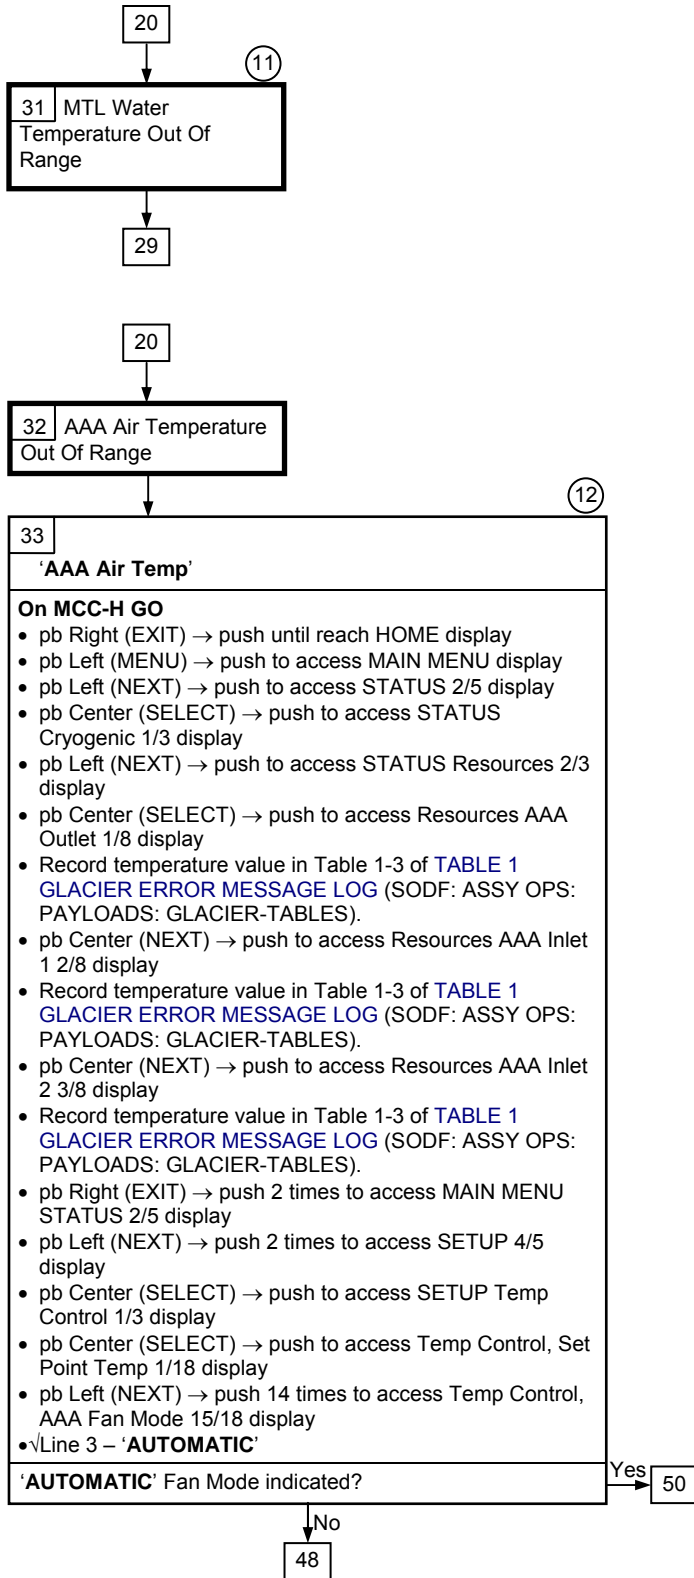 20
11
31 MTL Water
Temperature Out Of
Range
29
20
32 AAA Air Temperature
Out Of Range
12
33
‘AAA Air Temp’
On MCC-H GO
• pb Right (EXIT) → push until reach HOME display
• pb Left (MENU) → push to access MAIN MENU display
• pb Left (NEXT) → push to access STATUS 2/5 display
• pb Center (SELECT) → push to access STATUS
Cryogenic 1/3 display
• pb Left (NEXT) → push to access STATUS Resources 2/3
display
• pb Center (SELECT) → push to access Resources AAA
Outlet 1/8 display
• Record temperature value in Table 1-3 of TABLE 1
GLACIER ERROR MESSAGE LOG (SODF: ASSY OPS:
PAYLOADS: GLACIER-TABLES).
• pb Center (NEXT) → push to access Resources AAA Inlet
1 2/8 display
• Record temperature value in Table 1-3 of TABLE 1
GLACIER ERROR MESSAGE LOG (SODF: ASSY OPS:
PAYLOADS: GLACIER-TABLES).
• pb Center (NEXT) → push to access Resources AAA Inlet
2 3/8 display
• Record temperature value in Table 1-3 of TABLE 1
GLACIER ERROR MESSAGE LOG (SODF: ASSY OPS:
PAYLOADS: GLACIER-TABLES).
• pb Right (EXIT) → push 2 times to access MAIN MENU
STATUS 2/5 display
• pb Left (NEXT) → push 2 times to access SETUP 4/5
display
• pb Center (SELECT) → push to access SETUP Temp
Control 1/3 display
• pb Center (SELECT) → push to access Temp Control, Set
Point Temp 1/18 display
• pb Left (NEXT) → push 14 times to access Temp Control,
AAA Fan Mode 15/18 display
•√Line 3 – ‘AUTOMATIC’
‘AUTOMATIC’ Fan Mode indicated?
Yes
50
No
48